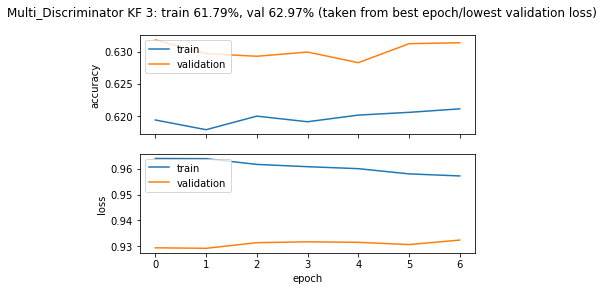 Multi_Discriminator KF 3: train 61.79%, val 62.97% (taken from best epoch/lowest validation loss)
0.630
0.625
0.620
accuracy
train
validation
0.96
0.95
0.94
0.93
loss
train
validation
0 1 2 3 4 5 6
epoch